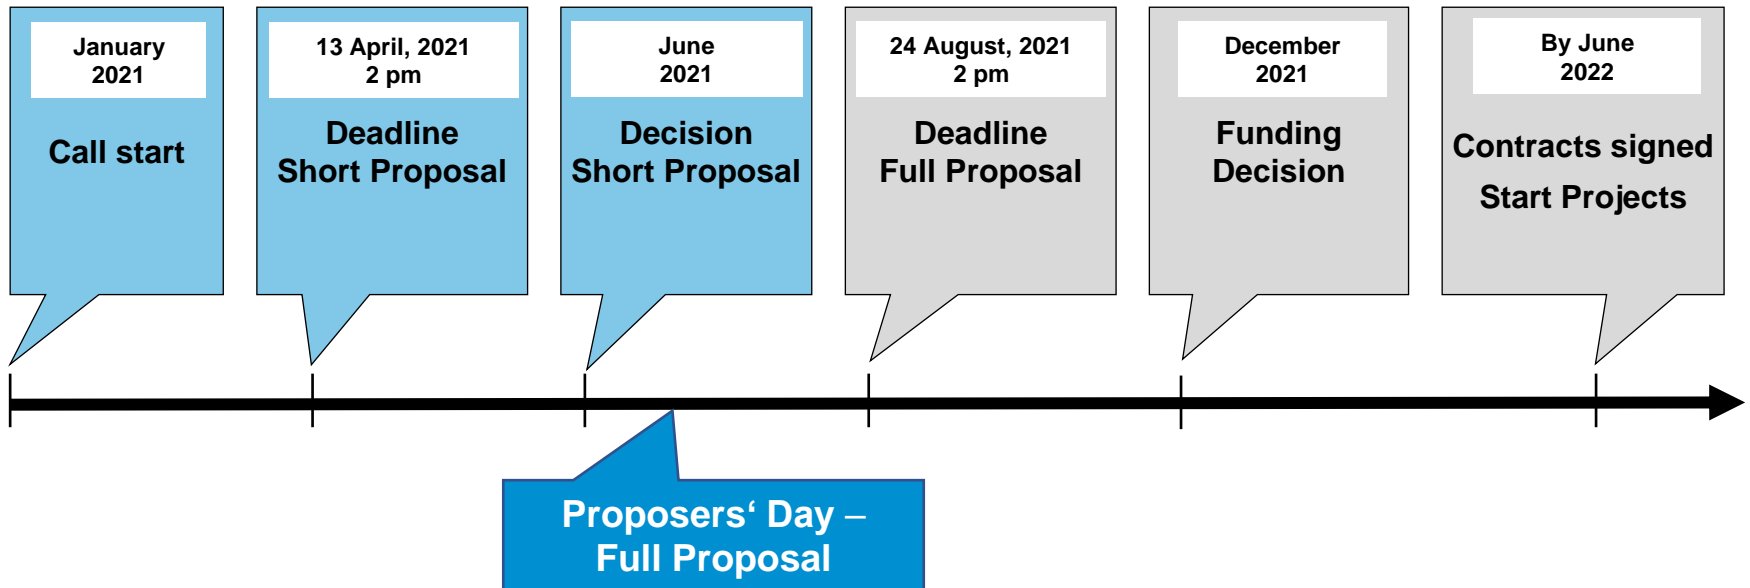 January
2021
Call start
13 April, 2021
2 pm
Deadline
Short Proposal
June
2021
Decision
Short Proposal
24 August, 2021
2 pm
Deadline
Full Proposal
December
2021
Funding
Decision
By June
2022
Contracts signed
Start Projects
Proposers‘ Day –
Full Proposal